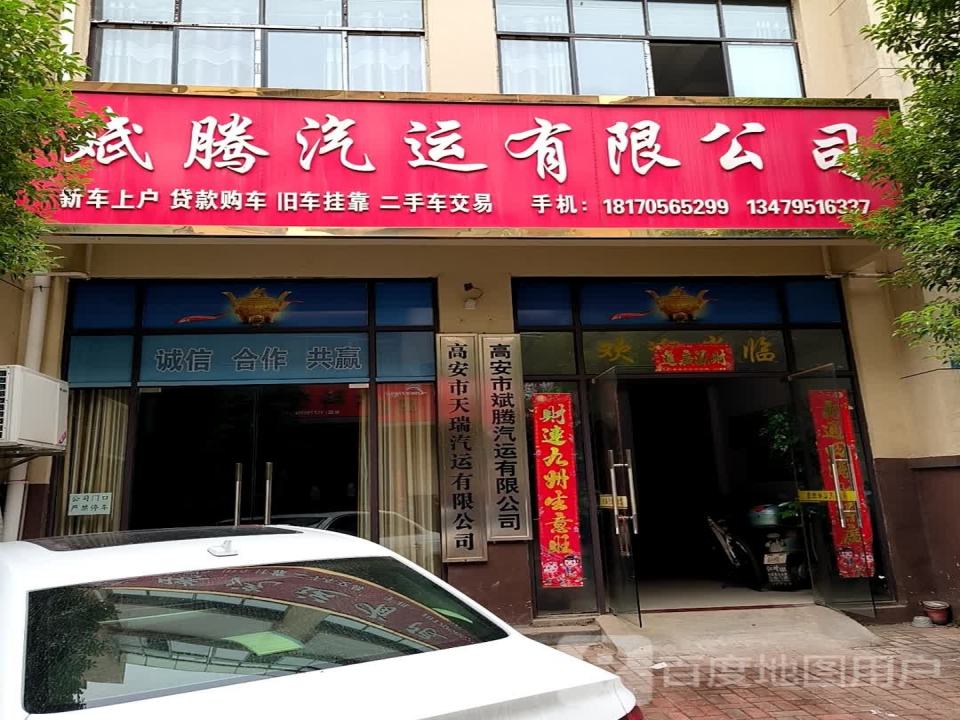 斌腾汽运有限公司
新车上户 贷款购车 旧车挂靠 二手车交易 手机：18170565299 13479516337
诚信 合作 共赢
欢 临
高安市天瑞汽运有限公司
高安市斌腾汽运有限公司
财连九州生意旺
公司门口
严禁停车
百度地图用户